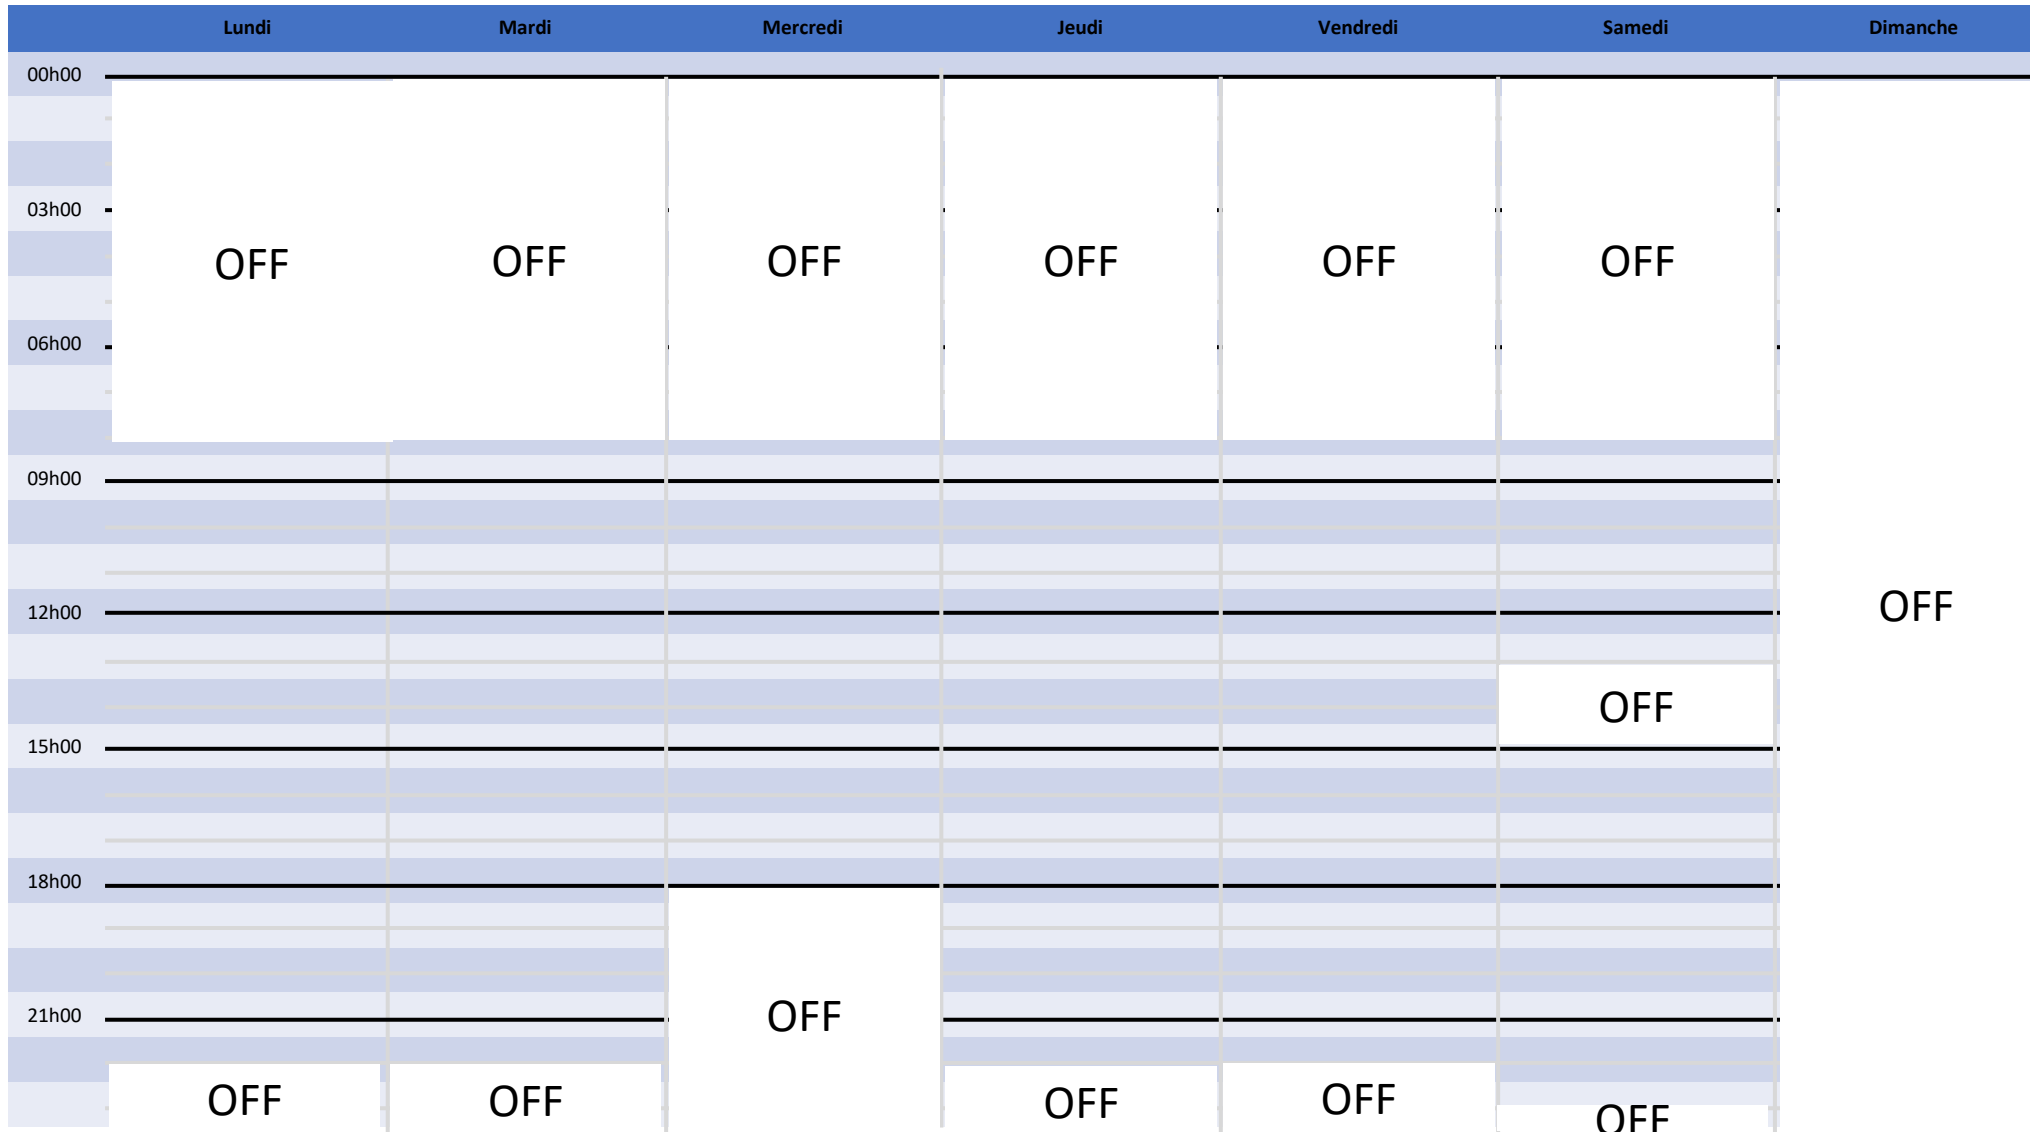 Lundi Mardi Mercredi Jeudi Vendredi Samedi Dimanche
00h00
03h00
OFF OFF OFF OFF OFF OFF
06h00
09h00
12h00 OFF
OFF
15h00
18h00
21h00 OFF
OFF OFF OFF OFF OFF